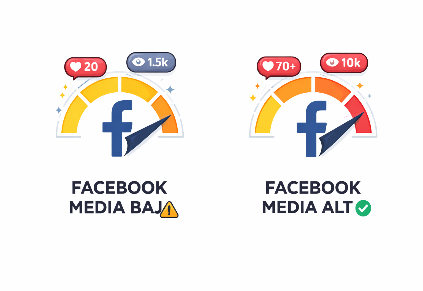 20
1.5k
70+
10k
f
f
FACEBOOK
MEDIA BAJ
FACEBOOK
MEDIA ALT